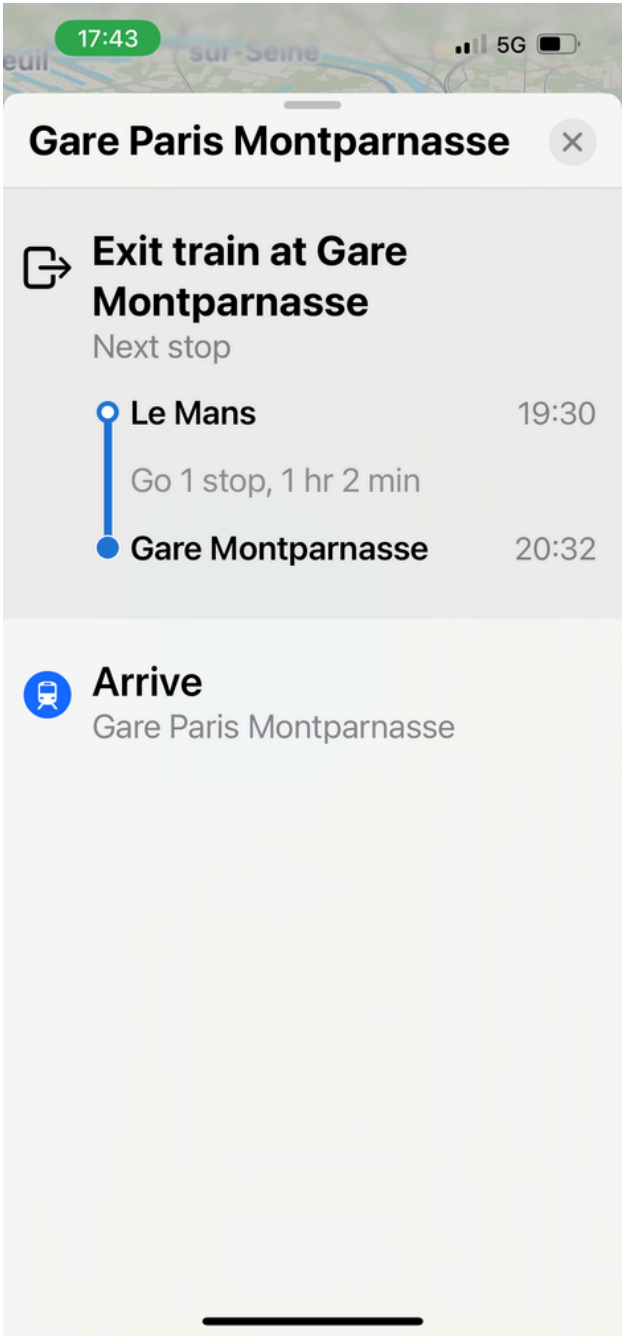 17:43
5G
euil
sur-Seine
Gare Paris Montparnasse
Exit train at Gare
Montparnasse
Next stop
Le Mans 19:30
Go 1 stop, 1 hr 2 min
Gare Montparnasse 20:32
Arrive
Gare Paris Montparnasse